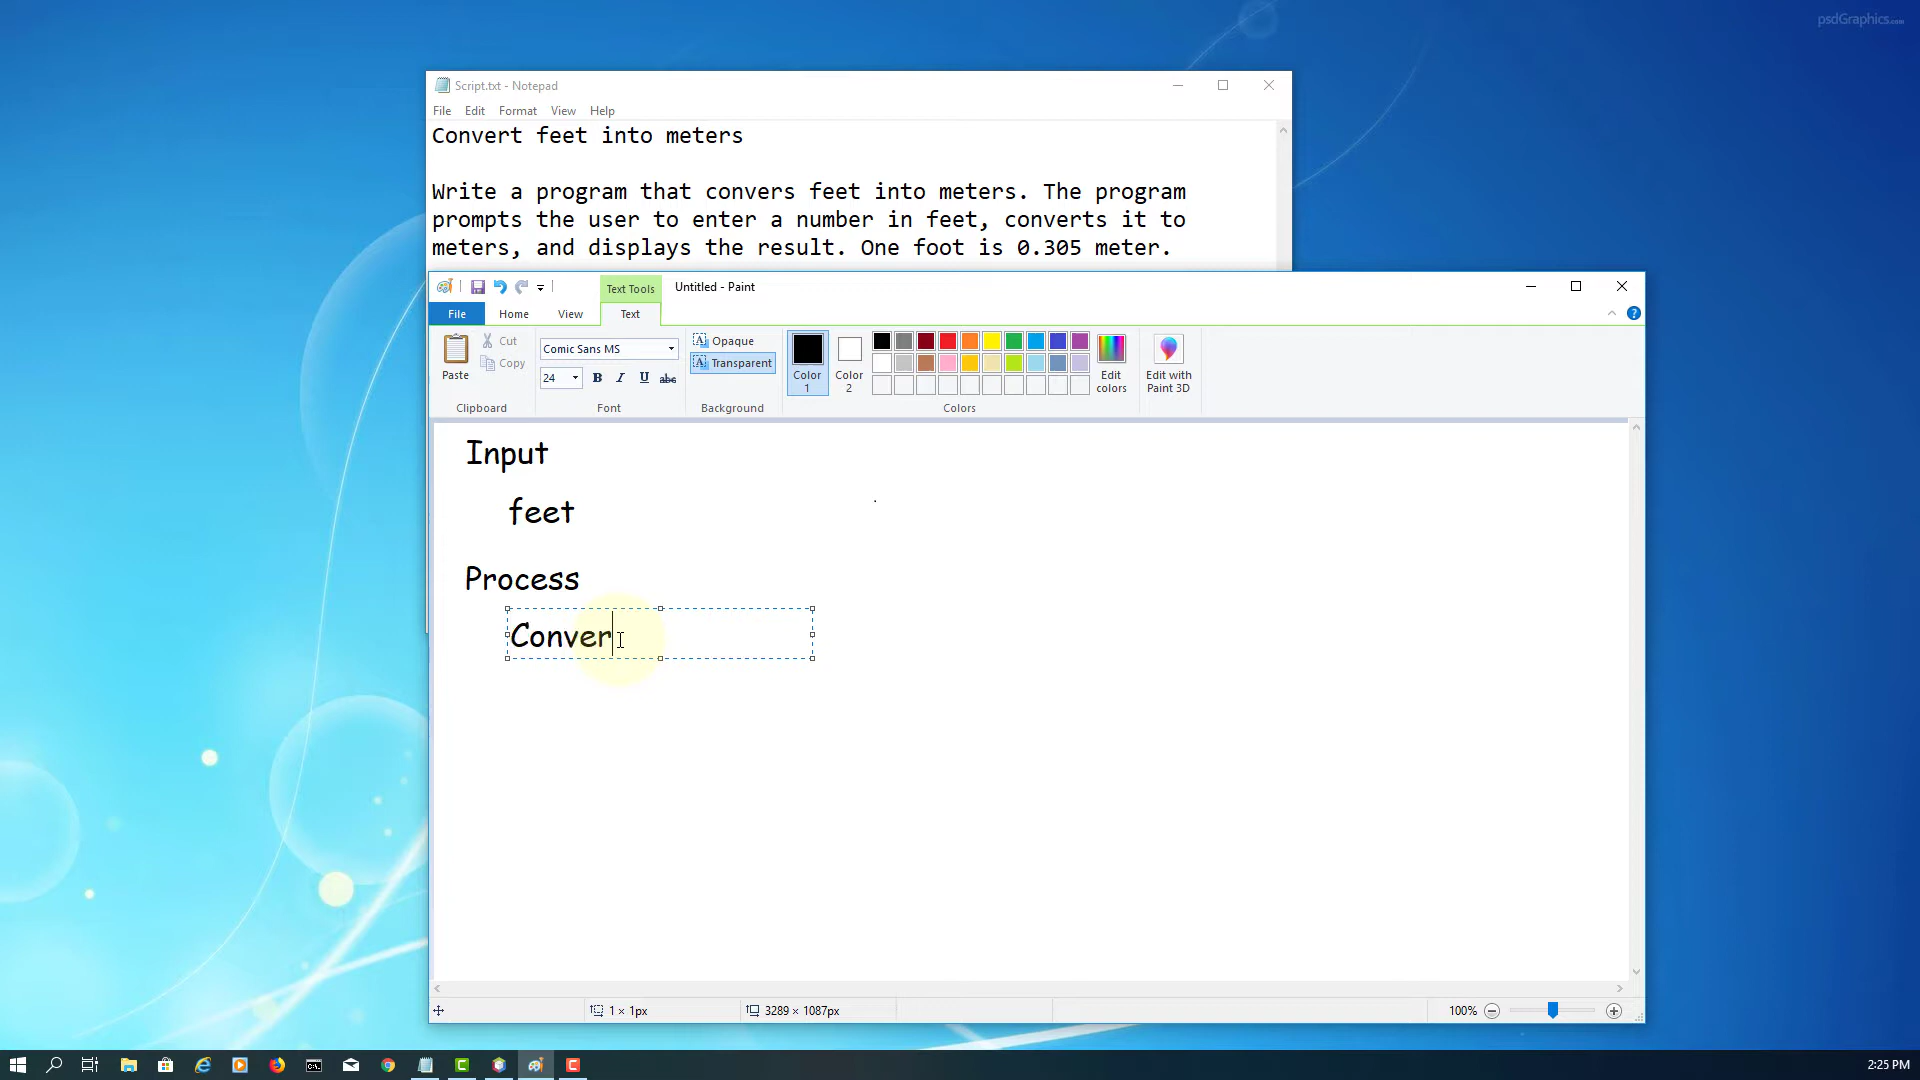 psdGraphics.com
Script.txt - Notepad
File Edit Format View Help
Convert feet into meters
Write a program that convers feet into meters. The program
prompts the user to enter a number in feet, converts it to
meters, and displays the result. One foot is 0.305 meter.
Text Tools Untitled - Paint
File Home View Text
Paste Cut Copy
Comic Sans MS
24 B I U abc
Opaque
Transparent
Color 1
Color 2
Edit colors
Edit with Paint 3D
Clipboard Font Background Colors
Input
feet
Process
Conver
1 × 1px 3289 × 1087px 100%
2:25 PM